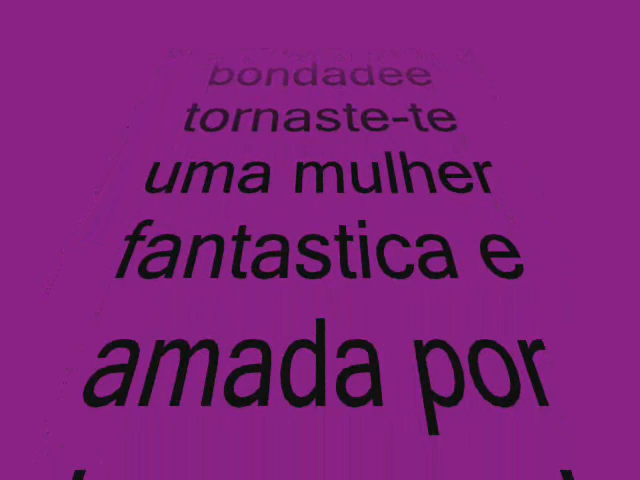 bondadee
tornaste-te
uma mulher
fantastica e
amada por